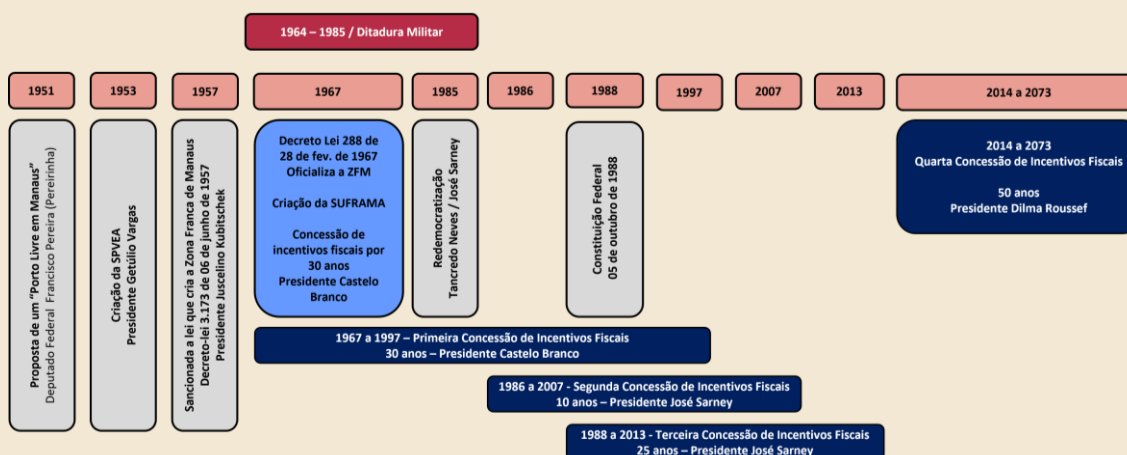 1964 – 1985 / Ditadura Militar
1951
1953
1957
1967
1985
1986
1988
1997
2007
2013
2014 a 2073
Proposta de um “Porto Livre em Manaus”
Deputado Federal Francisco Pereira (Pereirinha)
Criação da SPVEA
Presidente Getúlio Vargas
Sancionada a lei que cria a Zona Franca de Manaus
Decreto-lei 3.173 de 06 de junho de 1957
Presidente Juscelino Kubitschek
Decreto Lei 288 de
28 de fev. de 1967
Oficializa a ZFM
Criação da SUFRAMA
Concessão de
incentivos fiscais por
30 anos
Presidente Castelo
Branco
Redemocratização
Tancredo Neves / José Sarney
Constituição Federal
05 de outubro de 1988
2014 a 2073
Quarta Concessão de Incentivos Fiscais
50 anos
Presidente Dilma Roussef
1967 a 1997 – Primeira Concessão de Incentivos Fiscais
30 anos – Presidente Castelo Branco
1986 a 2007 - Segunda Concessão de Incentivos Fiscais
10 anos – Presidente José Sarney
1988 a 2013 - Terceira Concessão de Incentivos Fiscais
25 anos – Presidente José Sarney